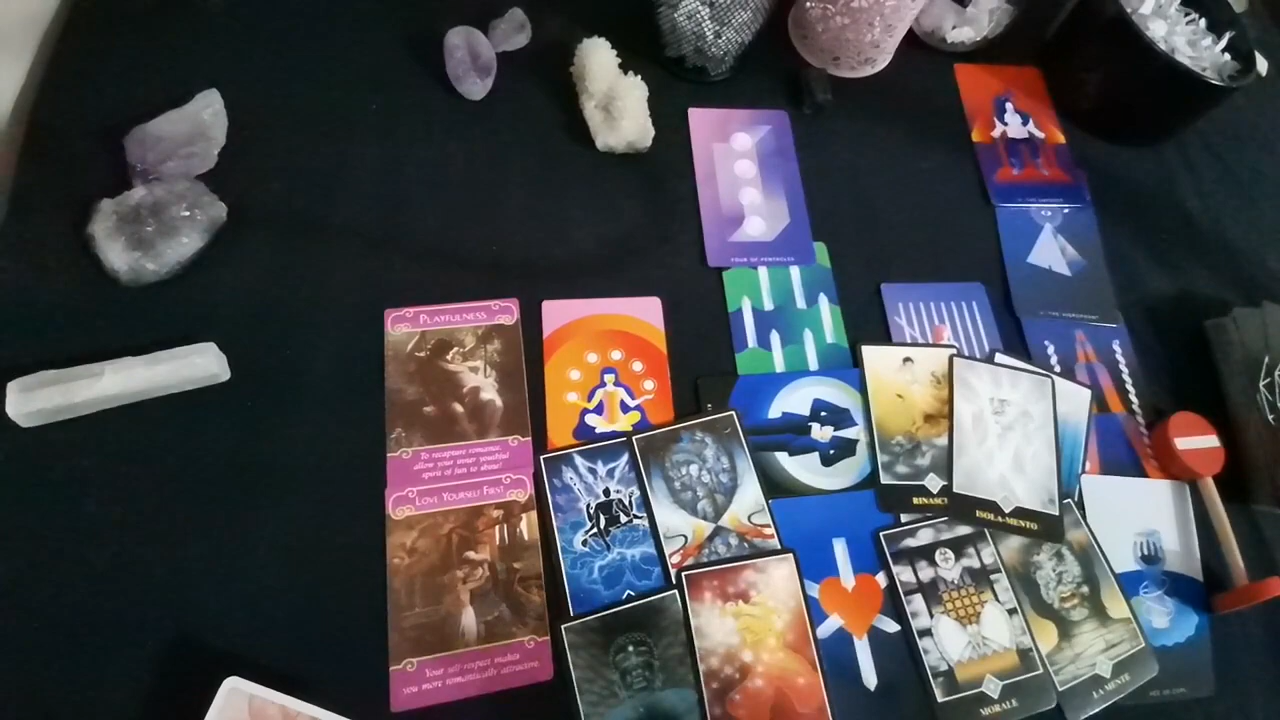 PLAYFULNESS
To recapture romance,
allow your inner youthful
spirit of fun to shine!
LOVE YOURSELF FIRST
Your self-respect makes
you more romantically attractive.
FOUR OF PENTACLES
ISOLA-MENTO
MORALE
LA MENTE